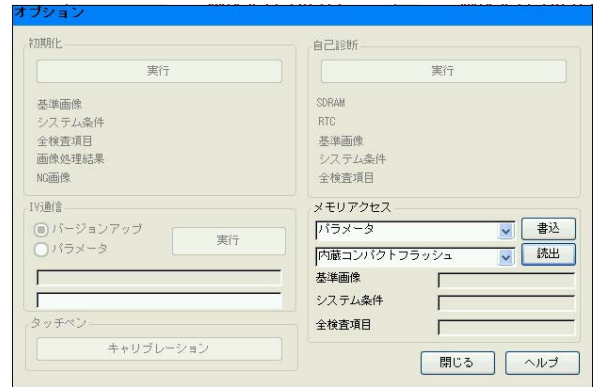 オプション
初期化
実行
基準画像
システム条件
全検査項目
画像処理結果
NG画像
自己診断
実行
SDRAM
RTC
基準画像
システム条件
全検査項目
IV通信
バージョンアップ
パラメータ
実行
タッチペン
キャリブレーション
メモリアクセス
パラメータ
書込
内蔵コンパクトフラッシュ
読出
基準画像
システム条件
全検査項目
閉じる
ヘルプ